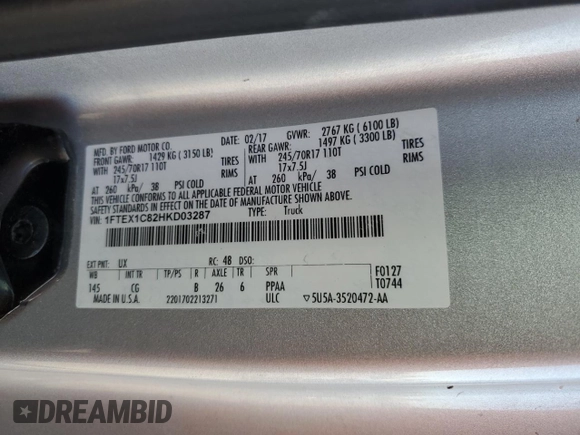 MFD. BY FORD MOTOR CO. DATE: 02/17 GVWR: 2767 KG ( 6100 LB)
FRONT GAWR: 1429 KG ( 3150 LB) REAR GAWR: 1497 KG ( 3300 LB)
WITH 245/70R17 110T TIRES WITH 245/70R17 110T TIRES
17x7.5J RIMS 17x7.5J RIMS
AT 260 kPa/ 38 PSI COLD AT 260 kPa/ 38 PSI COLD
THIS VEHICLE CONFORMS TO ALL APPLICABLE FEDERAL MOTOR VEHICLE
SAFETY STANDARDS IN EFFECT ON THE DATE OF MANUFACTURE SHOWN ABOVE.
VIN: 1FTEX1C82HKD03287 TYPE: Truck
EXT PNT: UX RC: 48 DSO:
WB INT TR TP/PS R AXLE TR SPR F0127
145 CG B 26 6 PPAA T0744
MADE IN U.S.A. 2201702213271 ULC ▽5U5A-3520472-AA
DREAMBID